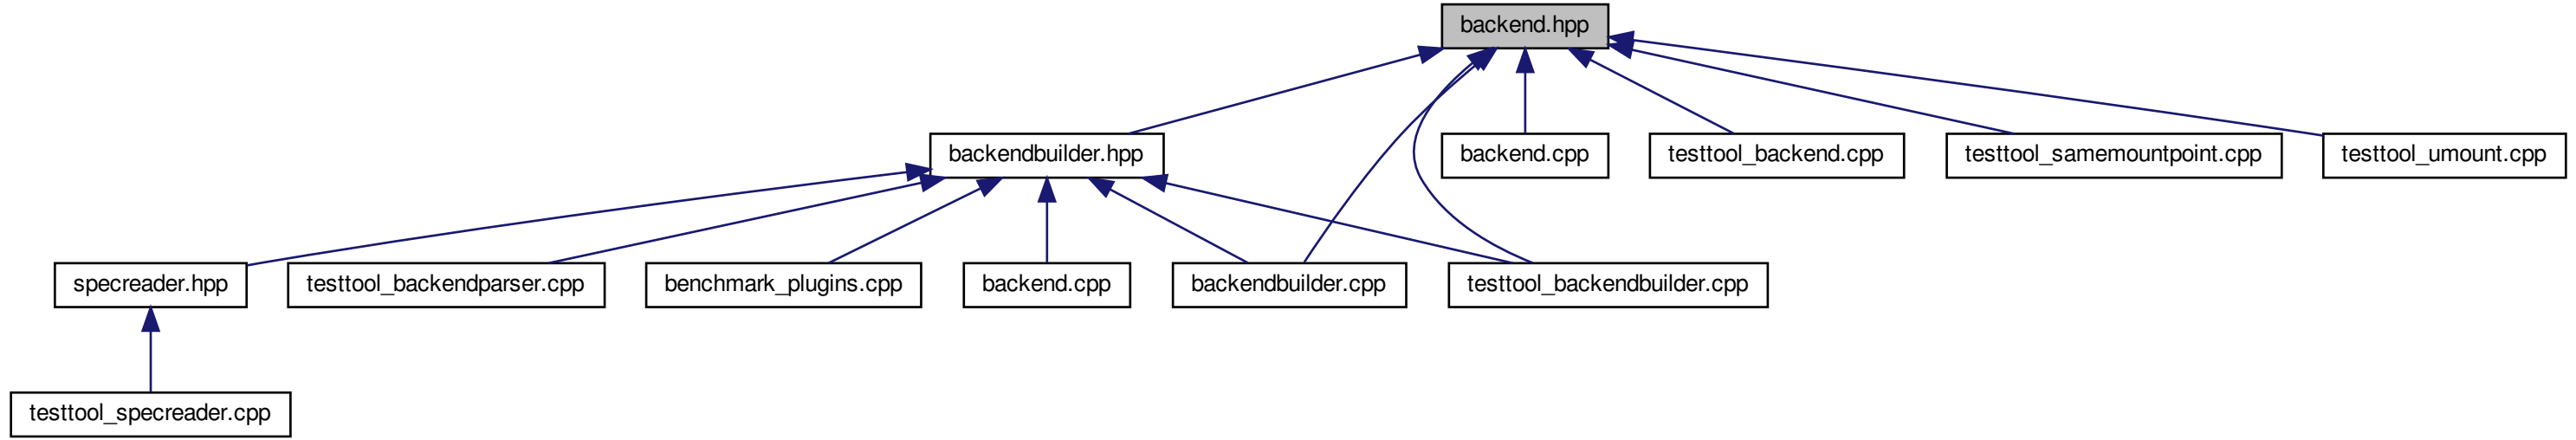 backend.hpp
backendbuilder.hpp
backend.cpp
testtool_backend.cpp
testtool_samemountpoint.cpp
testtool_umount.cpp
specreader.hpp
testtool_backendparser.cpp
benchmark_plugins.cpp
backend.cpp
backendbuilder.cpp
testtool_backendbuilder.cpp
testtool_specreader.cpp